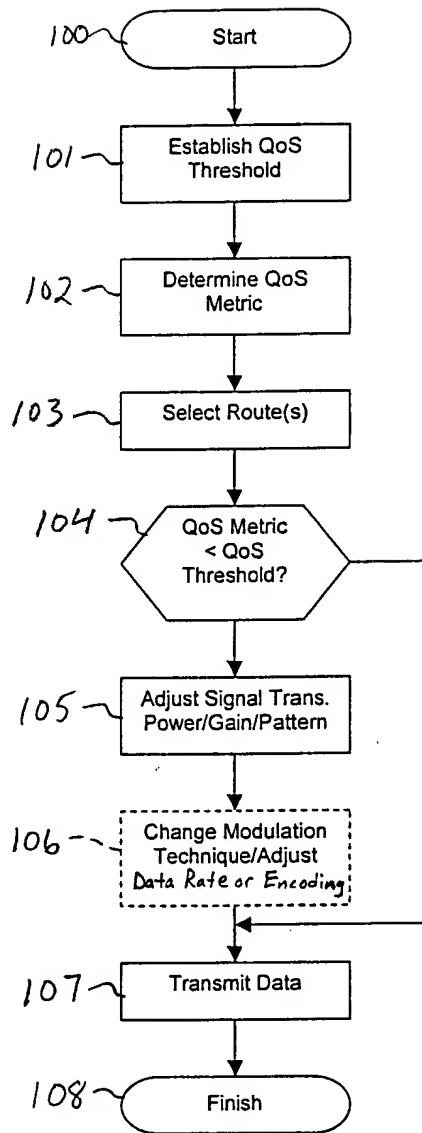 100 Start
101 Establish QoS
Threshold
102 Determine QoS
Metric
103 Select Route(s)
104 QoS Metric
< QoS
Threshold?
105 Adjust Signal Trans.
Power/Gain/Pattern
106 Change Modulation
Technique/Adjust
Data Rate or Encoding
107 Transmit Data
108 Finish